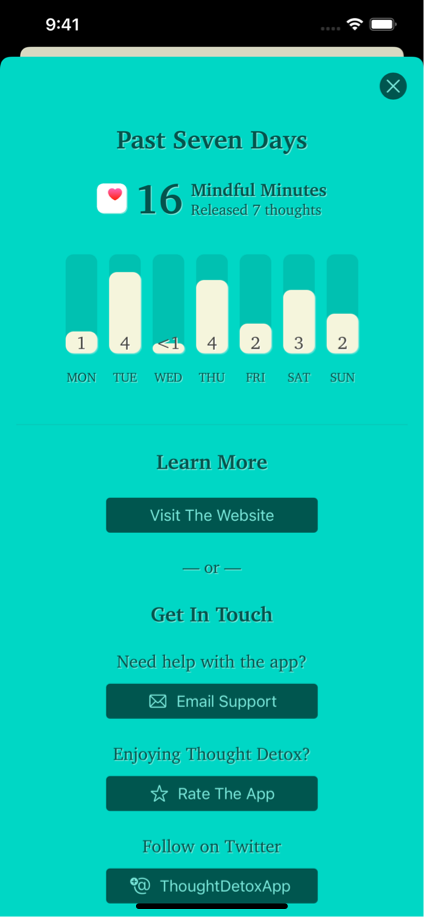 9:41
Past Seven Days
16 Mindful Minutes
Released 7 thoughts
1 4 <1 4 2 3 2
MON TUE WED THU FRI SAT SUN
Learn More
Visit The Website
— or —
Get In Touch
Need help with the app?
Email Support
Enjoying Thought Detox?
Rate The App
Follow on Twitter
@ThoughtDetoxApp